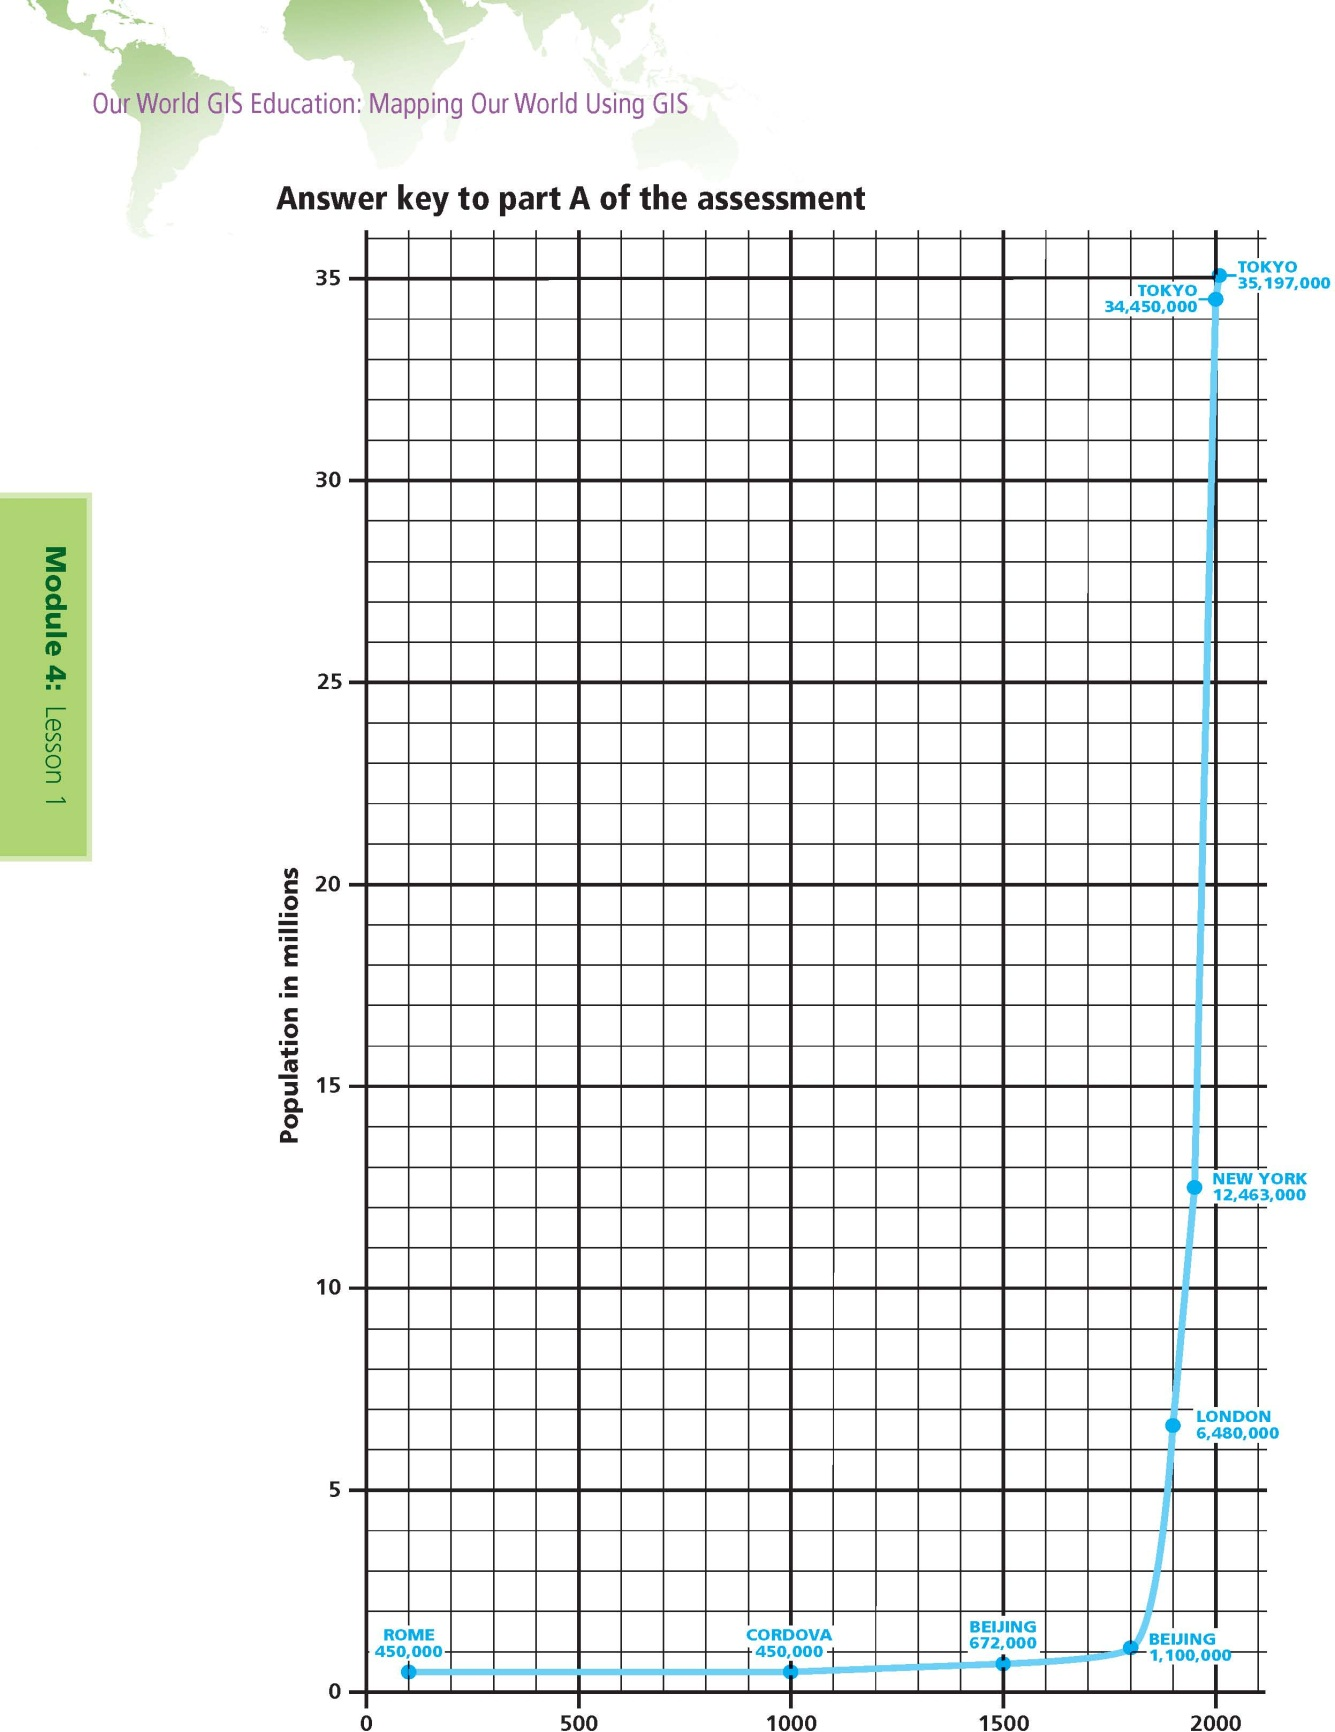 Our World GIS Education: Mapping Our World Using GIS
Answer key to part A of the assessment
Module 4: Lesson 1
Population in millions
35
30
25
20
15
10
5
0
TOKYO
35,197,000
TOKYO
34,450,000
NEW YORK
12,463,000
LONDON
6,480,000
ROME
450,000
CORDOVA
450,000
BEIJING
672,000
BEIJING
1,100,000
0 500 1000 1500 2000